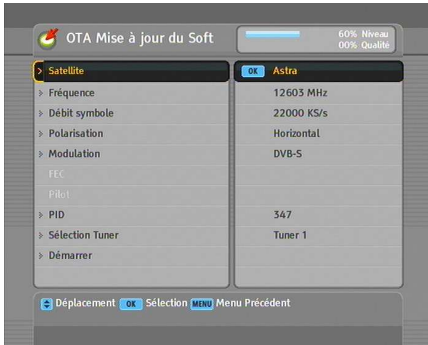 OTA Mise à jour du Soft
60% Niveau
00% Qualité
Satellite OK Astra
Fréquence 12603 MHz
Débit symbole 22000 KS/s
Polarisation Horizontal
Modulation DVB-S
FEC
Pilot
PID 347
Sélection Tuner Tuner 1
Démarrer
Déplacement OK Sélection MENU Menu Précédent